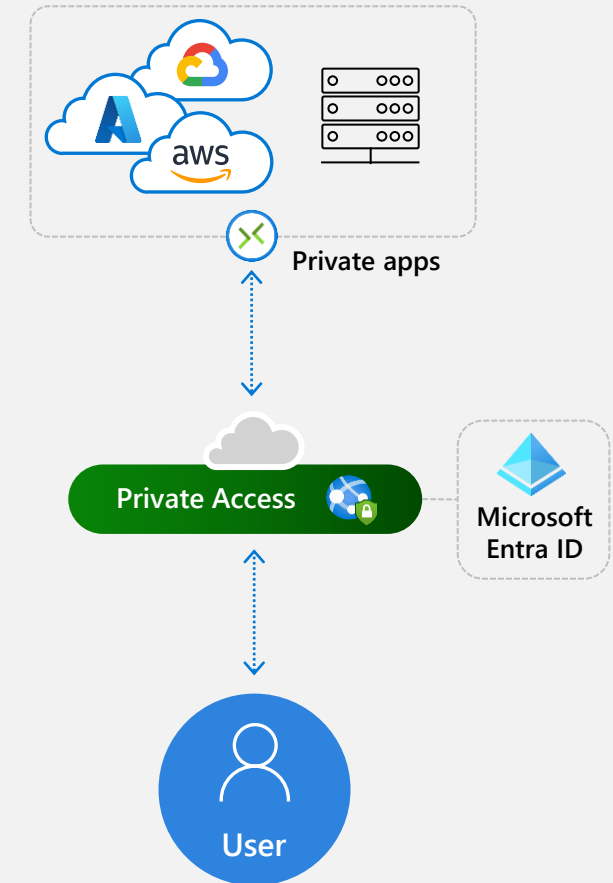 aws
Private apps
Private Access
Microsoft
Entra ID
User